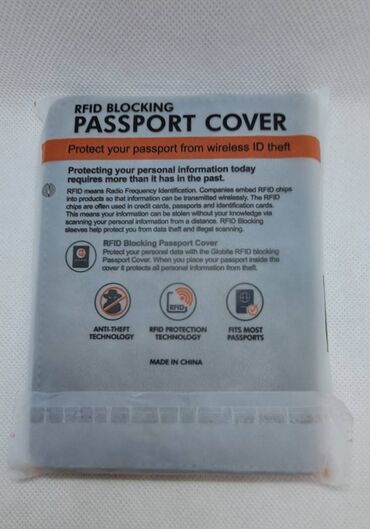 RFID BLOCKING
PASSPORT COVER
Protect your passport from wireless ID theft
Protecting your personal information today
requires more than it has in the past.
RFID means Radio Frequency Identification. Companies embed RFID chips
into products so that information can be transmitted wirelessly. The RFID
chips are often used in credit cards, passports and identification cards.
This means your information can be stolen without your knowledge via
scanning your personal information from a distance. RFID Blocking
sleeves help protect you from data theft and illegal scanning.
RFID Blocking Passport Cover
Protect your personal data with the Globite RFID blocking
Passport Cover. When you place your passport inside the
cover it protects all personal information from theft.
RFID
ANTI-THEFT
TECHNOLOGY
RFID PROTECTION
TECHNOLOGY
FITS MOST
PASSPORTS
MADE IN CHINA